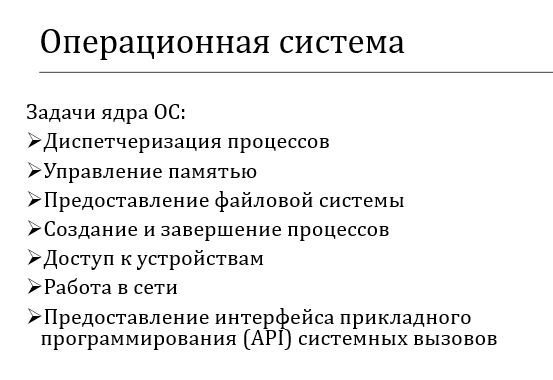 Операционная система
Задачи ядра ОС:
➢Диспетчеризация процессов
➢Управление памятью
➢Предоставление файловой системы
➢Создание и завершение процессов
➢Доступ к устройствам
➢Работа в сети
➢Предоставление интерфейса прикладного
программирования (API) системных вызовов